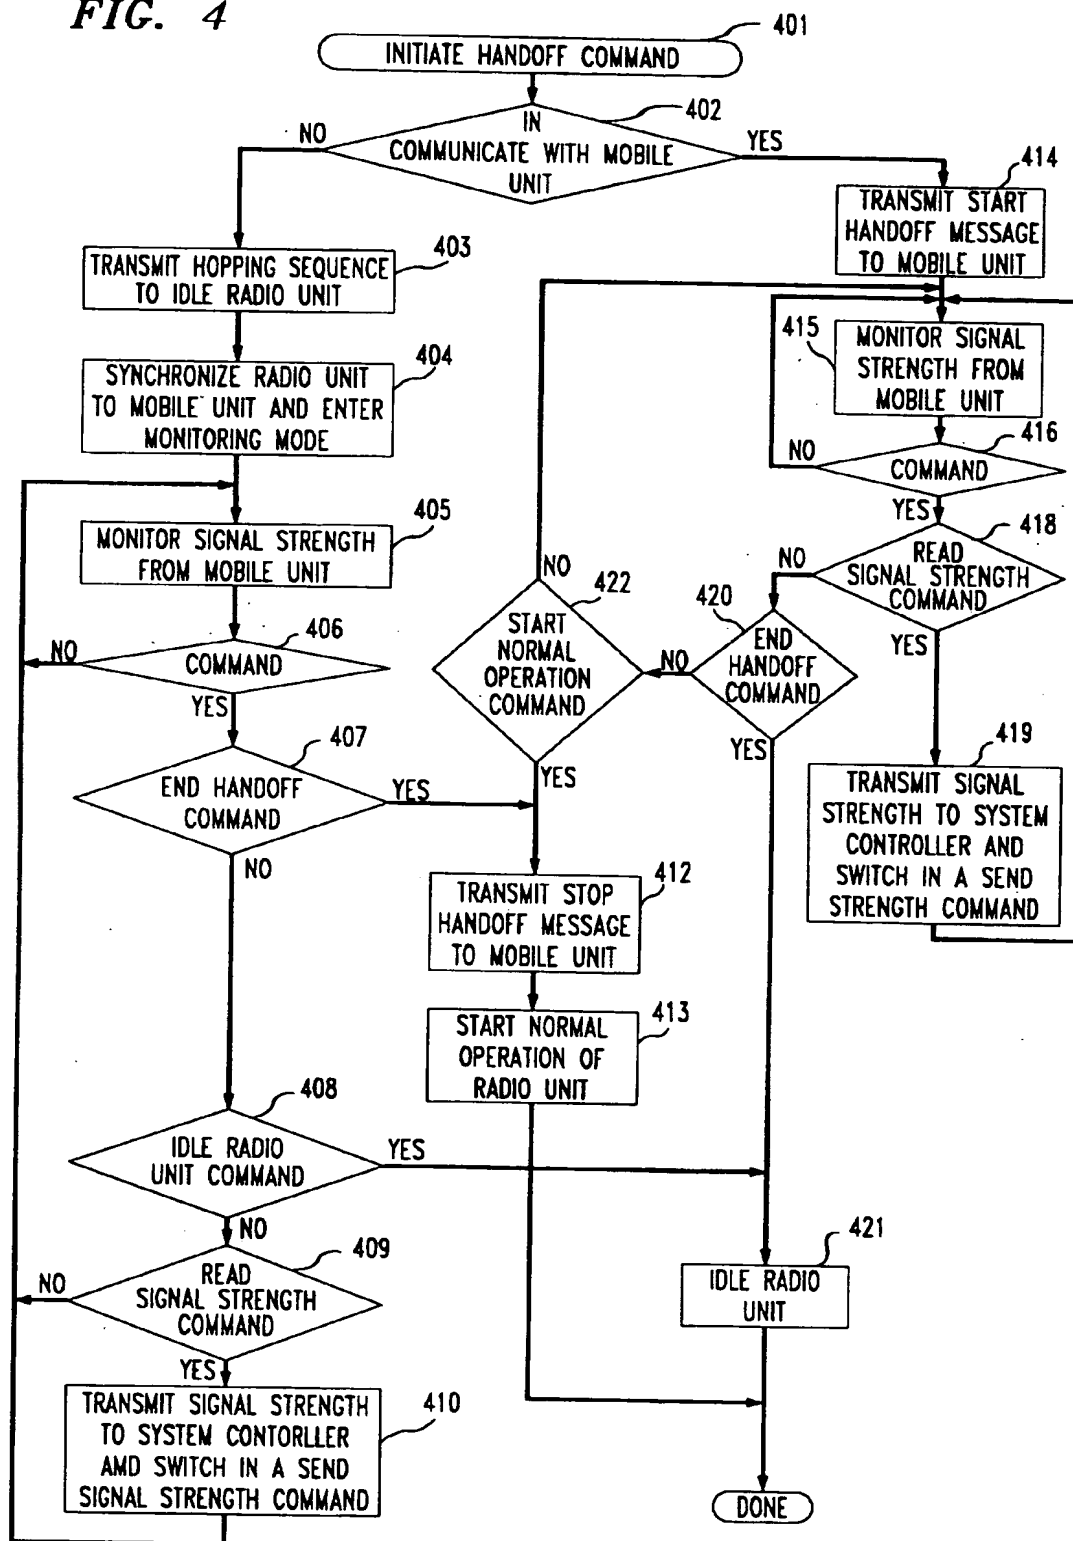 FIG. 4
401
INITIATE HANDOFF COMMAND
402
IN
COMMUNICATE WITH MOBILE
UNIT
NO
YES
414
TRANSMIT START
HANDOFF MESSAGE
TO MOBILE UNIT
403
TRANSMIT HOPPING SEQUENCE
TO IDLE RADIO UNIT
415
MONITOR SIGNAL
STRENGTH FROM
MOBILE UNIT
404
SYNCHRONIZE RADIO UNIT
TO MOBILE UNIT AND ENTER
MONITORING MODE
416
NO
COMMAND
YES
405
MONITOR SIGNAL STRENGTH
FROM MOBILE UNIT
418
NO
READ
SIGNAL STRENGTH
COMMAND
YES
422
NO
START
NORMAL
OPERATION
COMMAND
YES
420
END
HANDOFF
COMMAND
NO
YES
406
NO
COMMAND
YES
407
END HANDOFF
COMMAND
YES
NO
419
TRANSMIT SIGNAL
STRENGTH TO SYSTEM
CONTROLLER AND
SWITCH IN A SEND
STRENGTH COMMAND
412
TRANSMIT STOP
HANDOFF MESSAGE
TO MOBILE UNIT
413
START NORMAL
OPERATION OF
RADIO UNIT
408
IDLE RADIO
UNIT COMMAND
YES
NO
409
NO
READ
SIGNAL STRENGTH
COMMAND
YES
421
IDLE RADIO
UNIT
410
TRANSMIT SIGNAL STRENGTH
TO SYSTEM CONTORLLER
AMD SWITCH IN A SEND
SIGNAL STRENGTH COMMAND
DONE